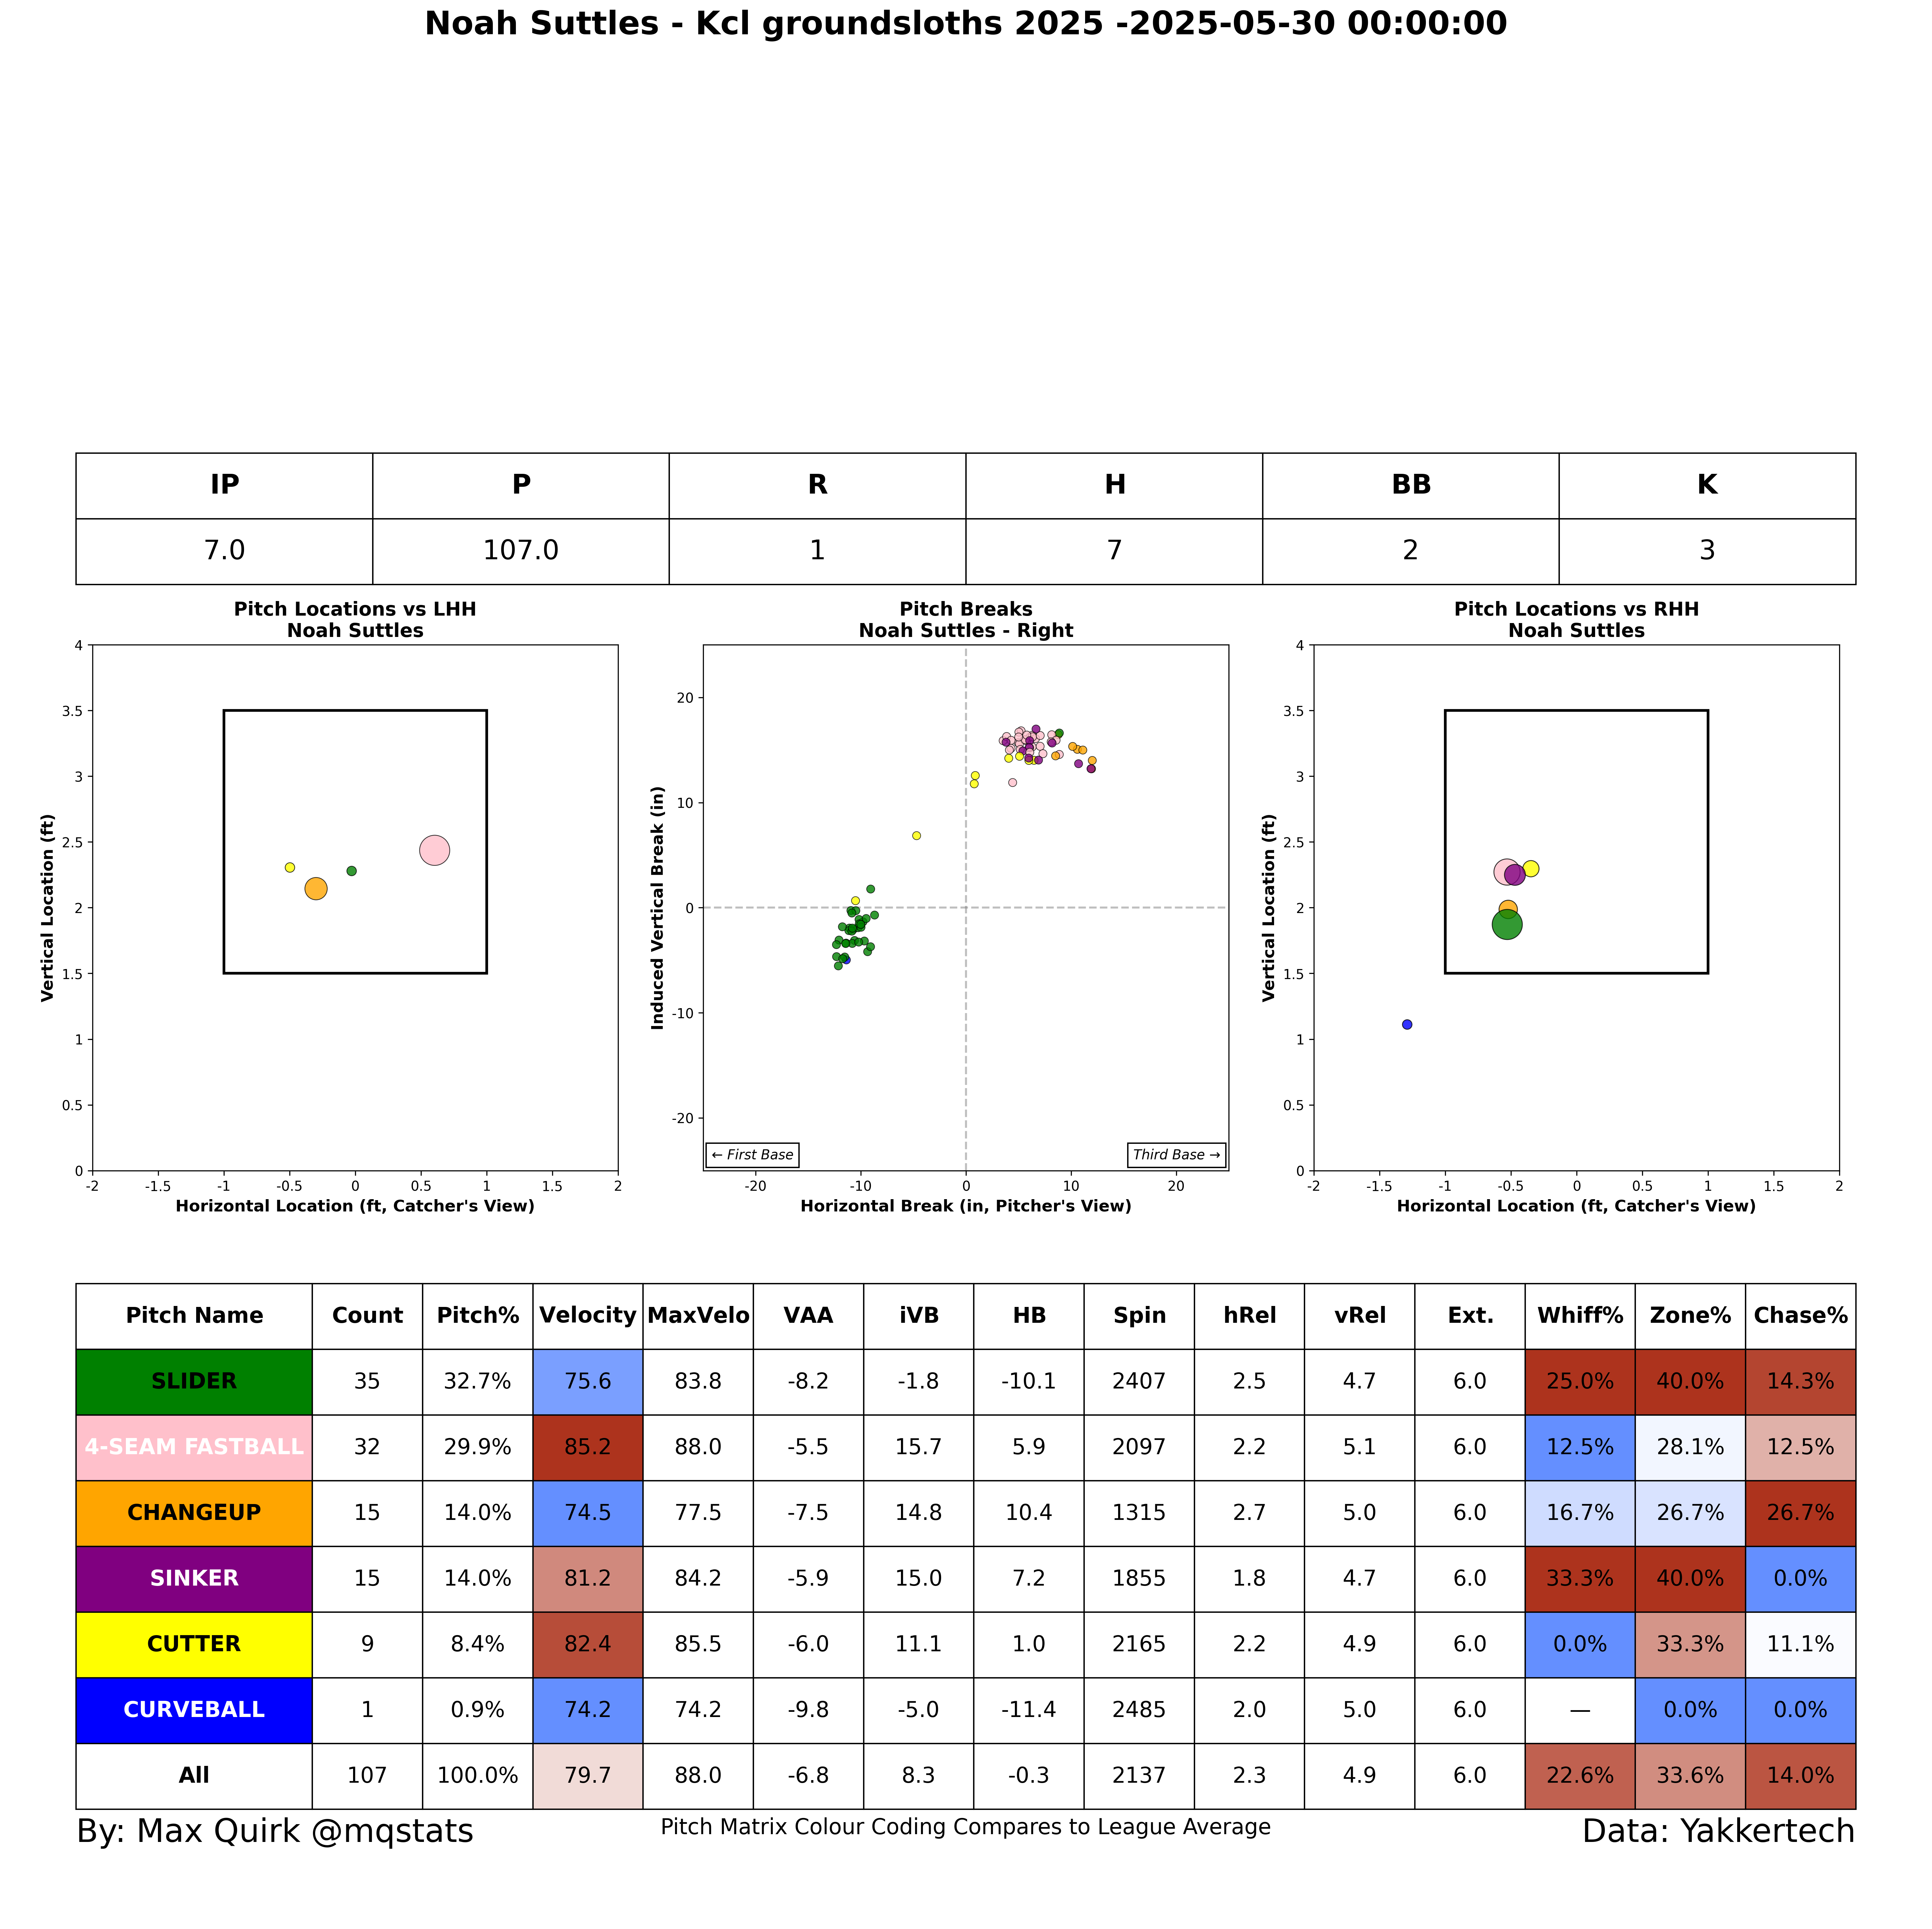 Noah Suttles - Kcl groundsloths 2025 -2025-05-30 00:00:00
IP P R H BB K
7.0 107.0 1 7 2 3
Pitch Locations vs LHH
Noah Suttles
4
3.5
3
2.5
2
1.5
1
0.5
0
Vertical Location (ft)
-2 -1.5 -1 -0.5 0 0.5 1 1.5 2
Horizontal Location (ft, Catcher's View)
Pitch Breaks
Noah Suttles - Right
20
10
0
-10
-20
Induced Vertical Break (in)
← First Base
Third Base →
-20 -10 0 10 20
Horizontal Break (in, Pitcher's View)
Pitch Locations vs RHH
Noah Suttles
4
3.5
3
2.5
2
1.5
1
0.5
0
Vertical Location (ft)
-2 -1.5 -1 -0.5 0 0.5 1 1.5 2
Horizontal Location (ft, Catcher's View)
Pitch Name Count Pitch% Velocity MaxVelo VAA iVB HB Spin hRel vRel Ext. Whiff% Zone% Chase%
SLIDER 35 32.7% 75.6 83.8 -8.2 -1.8 -10.1 2407 2.5 4.7 6.0 25.0% 40.0% 14.3%
4-SEAM FASTBALL 32 29.9% 85.2 88.0 -5.5 15.7 5.9 2097 2.2 5.1 6.0 12.5% 28.1% 12.5%
CHANGEUP 15 14.0% 74.5 77.5 -7.5 14.8 10.4 1315 2.7 5.0 6.0 16.7% 26.7% 26.7%
SINKER 15 14.0% 81.2 84.2 -5.9 15.0 7.2 1855 1.8 4.7 6.0 33.3% 40.0% 0.0%
CUTTER 9 8.4% 82.4 85.5 -6.0 11.1 1.0 2165 2.2 4.9 6.0 0.0% 33.3% 11.1%
CURVEBALL 1 0.9% 74.2 74.2 -9.8 -5.0 -11.4 2485 2.0 5.0 6.0 — 0.0% 0.0%
All 107 100.0% 79.7 88.0 -6.8 8.3 -0.3 2137 2.3 4.9 6.0 22.6% 33.6% 14.0%
By: Max Quirk @mqstats
Pitch Matrix Colour Coding Compares to League Average
Data: Yakkertech